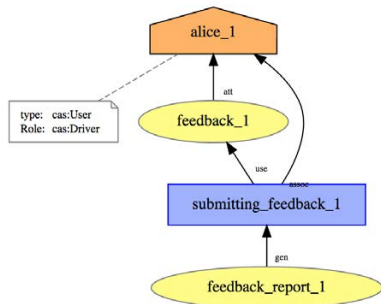 alice_1
type: cas:User
Role: cas:Driver
att
feedback_1
use
assoc
submitting_feedback_1
gen
feedback_report_1